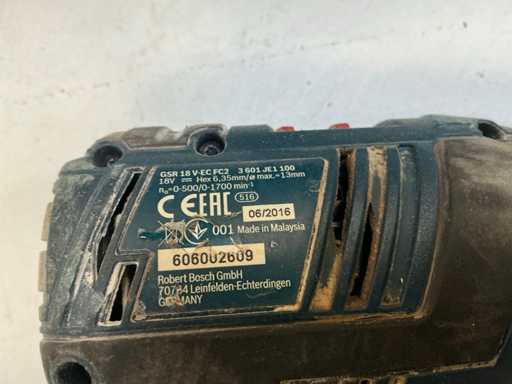 GSR 18 V-EC FC2 3 601 JE1 100
18V ⎓ Hex 6,35mm/ø max.=13mm
n₀=0-500/0-1700 min⁻¹
CE EAC 516 06/2016
001 Made in Malaysia
606002609
Robert Bosch GmbH
70764 Leinfelden-Echterdingen
GERMANY